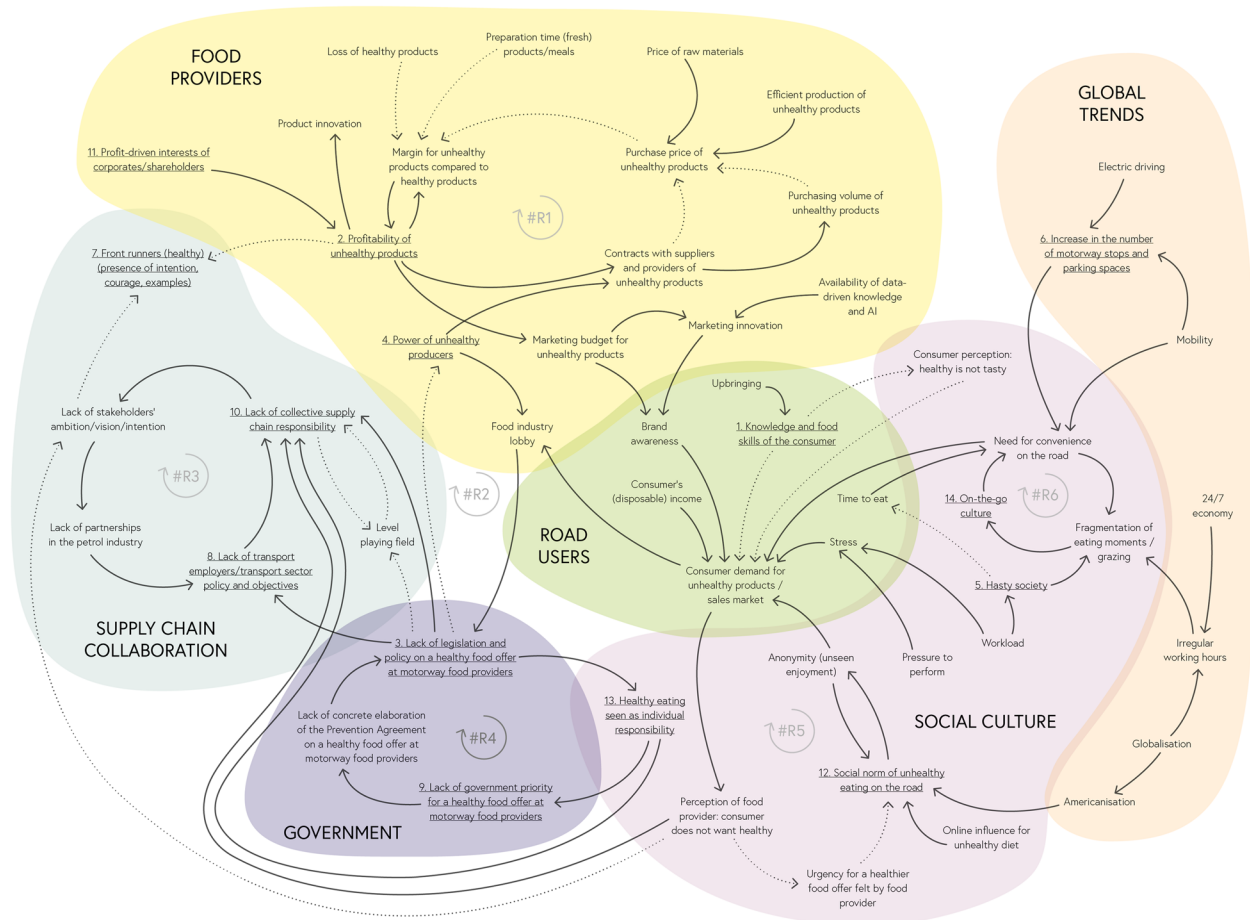 FOOD
PROVIDERS
Loss of healthy products
Preparation time (fresh)
products/meals
Price of raw materials
Efficient production of
unhealthy products
Product innovation
11. Profit-driven interests of
corporates/shareholders
Margin for unhealthy
products compared to
healthy products
Purchase price of
unhealthy products
Purchasing volume of
unhealthy products
#R1
2. Profitability of
unhealthy products
Contracts with suppliers
and providers of
unhealthy products
Availability of data-
driven knowledge
and AI
4. Power of unhealthy
producers
Marketing budget for
unhealthy products
Marketing innovation
Food industry
lobby
GLOBAL
TRENDS
Electric driving
6. Increase in the number
of motorway stops and
parking spaces
Mobility
24/7
economy
Irregular
working hours
Globalisation
Americanisation
7. Front runners (healthy)
(presence of intention,
courage, examples)
Lack of stakeholders'
ambition/vision/intention
10. Lack of collective supply
chain responsibility
#R3
#R2
Lack of partnerships
in the petrol industry
Level
playing field
8. Lack of transport
employers/transport sector
policy and objectives
SUPPLY CHAIN
COLLABORATION
Upbringing
Brand
awareness
1. Knowledge and food
skills of the consumer
Consumer's
(disposable) income
Time to eat
ROAD
USERS
Stress
Consumer demand for
unhealthy products /
sales market
Consumer perception:
healthy is not tasty
Need for convenience
on the road
14. On-the-go
culture
#R6
Fragmentation of
eating moments /
grazing
5. Hasty society
Workload
Pressure to
perform
Anonymity (unseen
enjoyment)
#R5
SOCIAL CULTURE
12. Social norm of unhealthy
eating on the road
Online influence for
unhealthy diet
Perception of food
provider: consumer
does not want healthy
Urgency for a healthier
food offer felt by food
provider
13. Healthy eating
seen as individual
responsibility
3. Lack of legislation and
policy on a healthy food offer
at motorway food providers
Lack of concrete elaboration
of the Prevention Agreement
on a healthy food offer at
motorway food providers
#R4
9. Lack of government priority
for a healthy food offer at
motorway food providers
GOVERNMENT